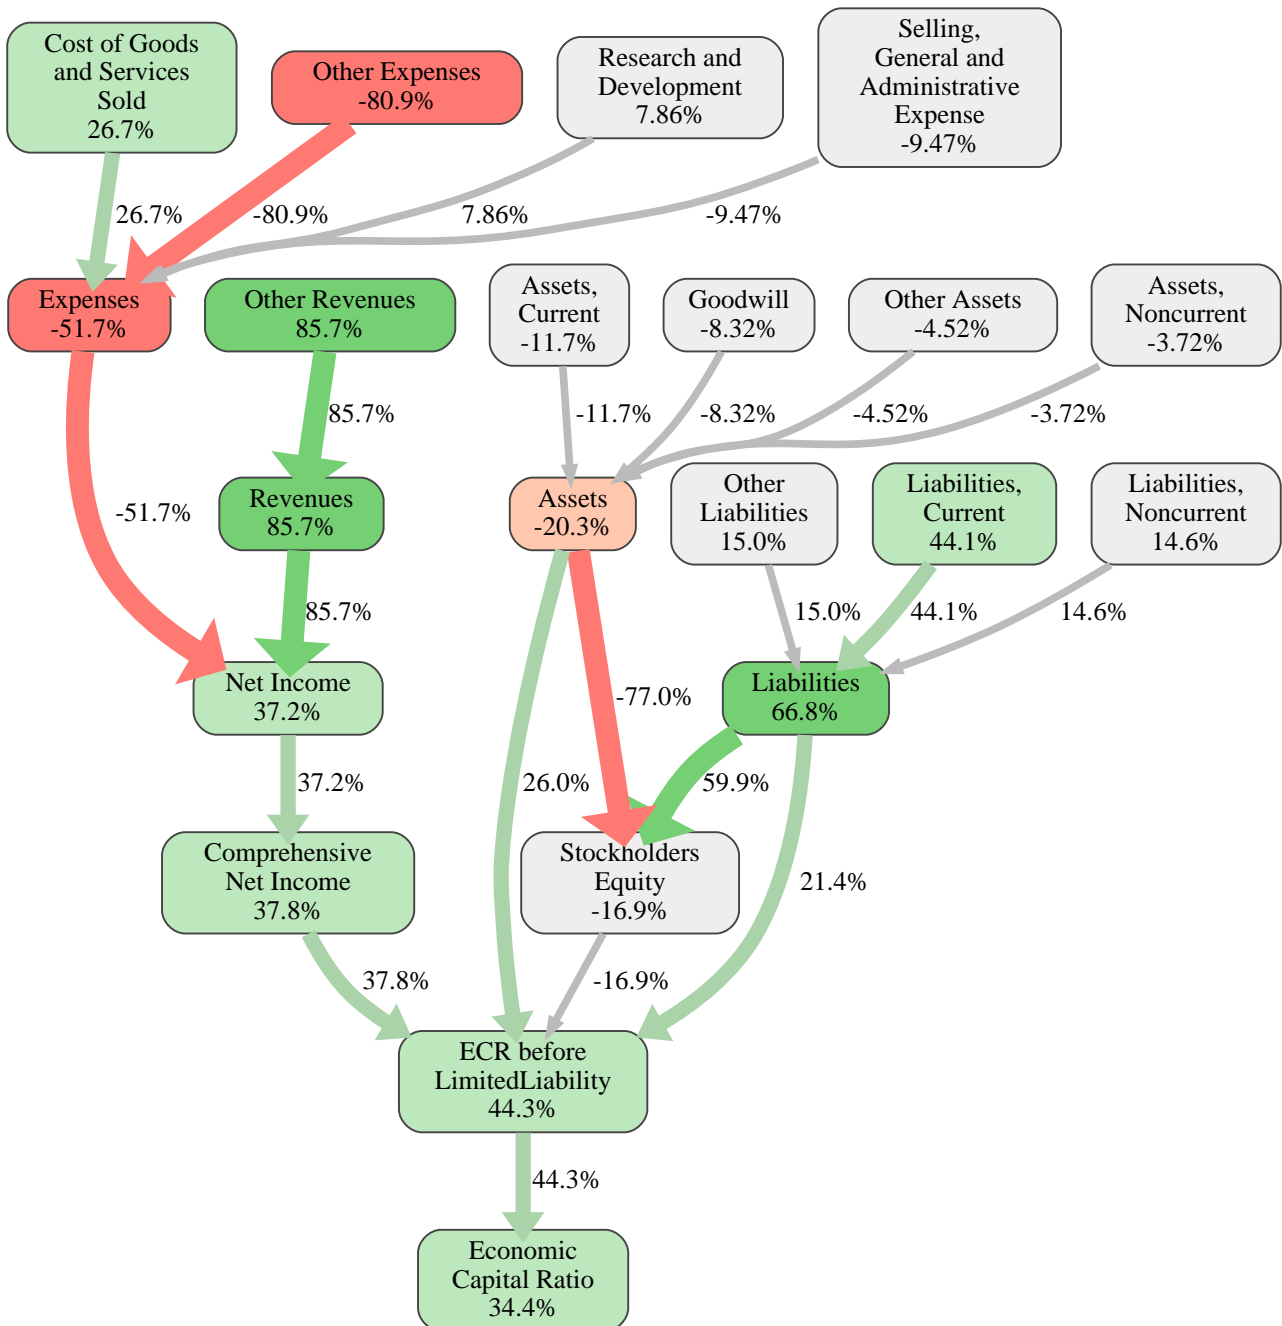 Cost of Goods
and Services
Sold
26.7%
Other Expenses
-80.9%
Research and
Development
7.86%
Selling,
General and
Administrative
Expense
-9.47%
26.7%
-80.9%
7.86%
-9.47%
Expenses
-51.7%
Other Revenues
85.7%
Assets,
Current
-11.7%
Goodwill
-8.32%
Other Assets
-4.52%
Assets,
Noncurrent
-3.72%
85.7%
-11.7%
-8.32%
-4.52%
-3.72%
-51.7%
Revenues
85.7%
Assets
-20.3%
Other
Liabilities
15.0%
Liabilities,
Current
44.1%
Liabilities,
Noncurrent
14.6%
85.7%
15.0%
44.1%
14.6%
Net Income
37.2%
-77.0%
Liabilities
66.8%
37.2%
26.0%
59.9%
Comprehensive
Net Income
37.8%
Stockholders
Equity
-16.9%
21.4%
37.8%
-16.9%
ECR before
LimitedLiability
44.3%
44.3%
Economic
Capital Ratio
34.4%